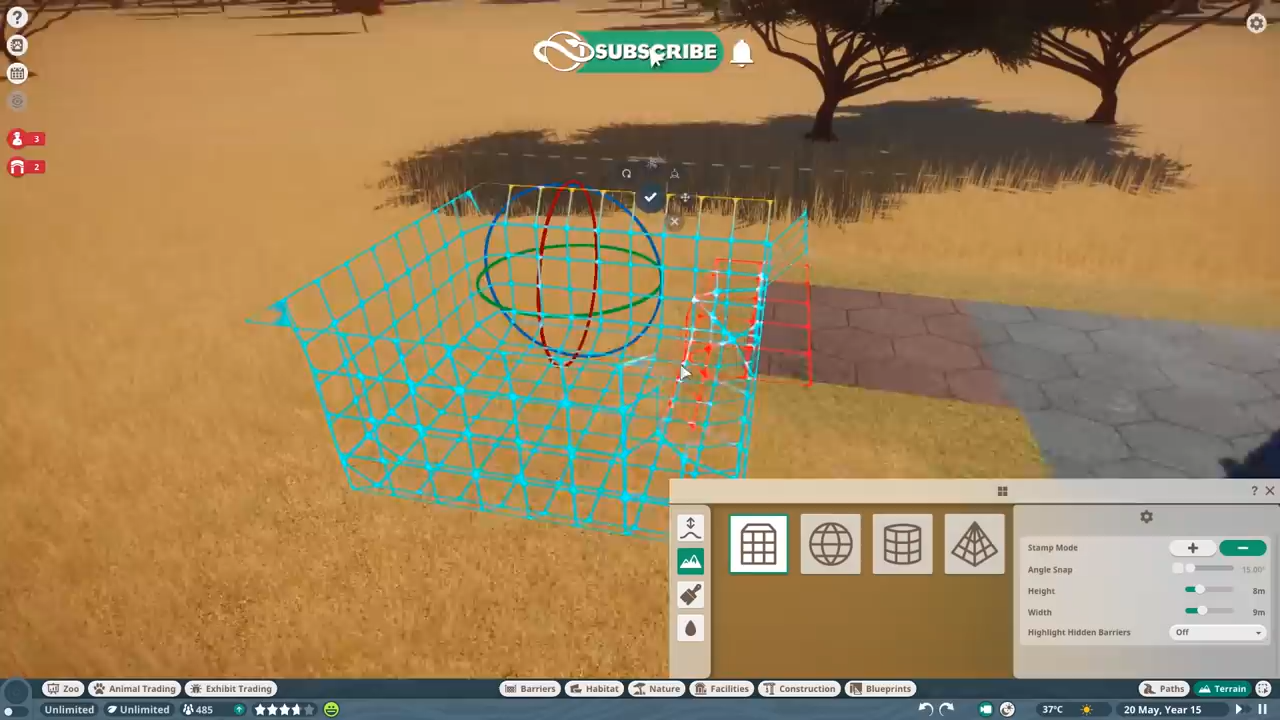 ?
SUBSCRIBE
3
2
?
Stamp Mode
Angle Snap 15.00°
Height 8m
Width 9m
Highlight Hidden Barriers Off
Zoo Animal Trading Exhibit Trading Barriers Habitat Nature Facilities Construction Blueprints Paths Terrain
Unlimited Unlimited 485 37°C 20 May, Year 15